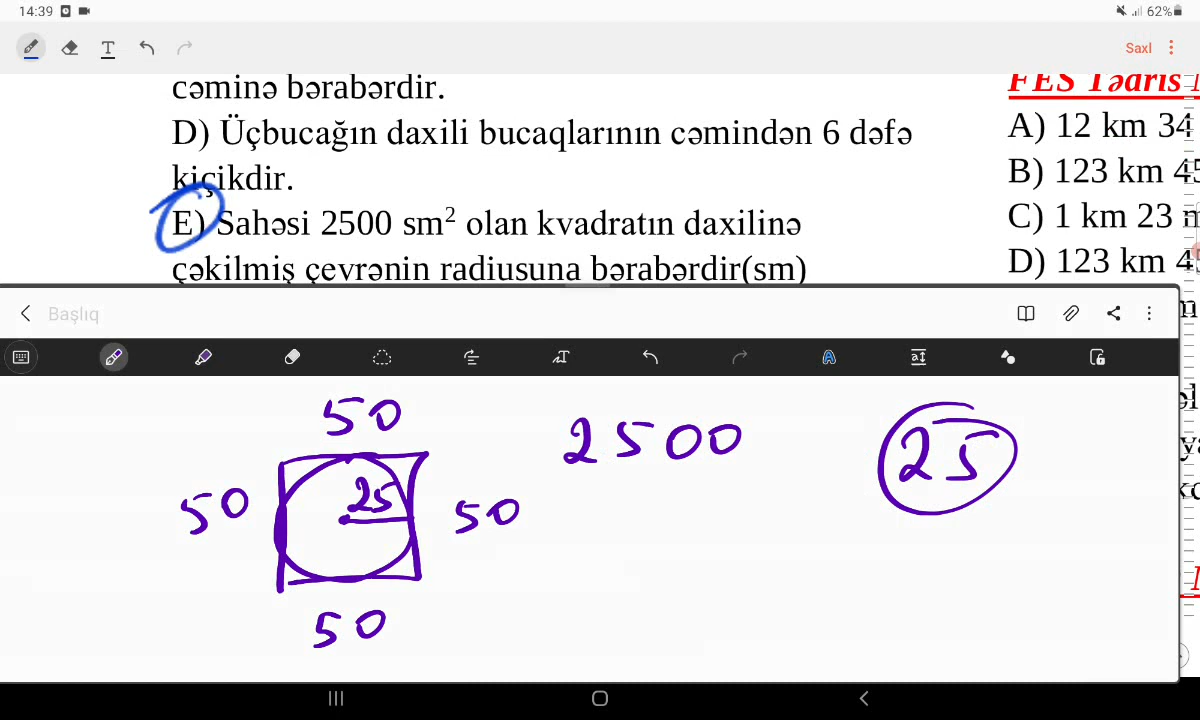 14:39
62%
Saxl
cəminə bərabərdir.
D) Üçbucağın daxili bucaqlarının cəmindən 6 dəfə
kiçikdir.
E) Sahəsi 2500 sm² olan kvadratın daxilinə
çəkilmiş çevrənin radiusuna bərabərdir(sm)
FES Tədris
A) 12 km 34
B) 123 km 45
C) 1 km 23 m
D) 123 km 45
Başlıq
50
2500
25
50
25
50
50